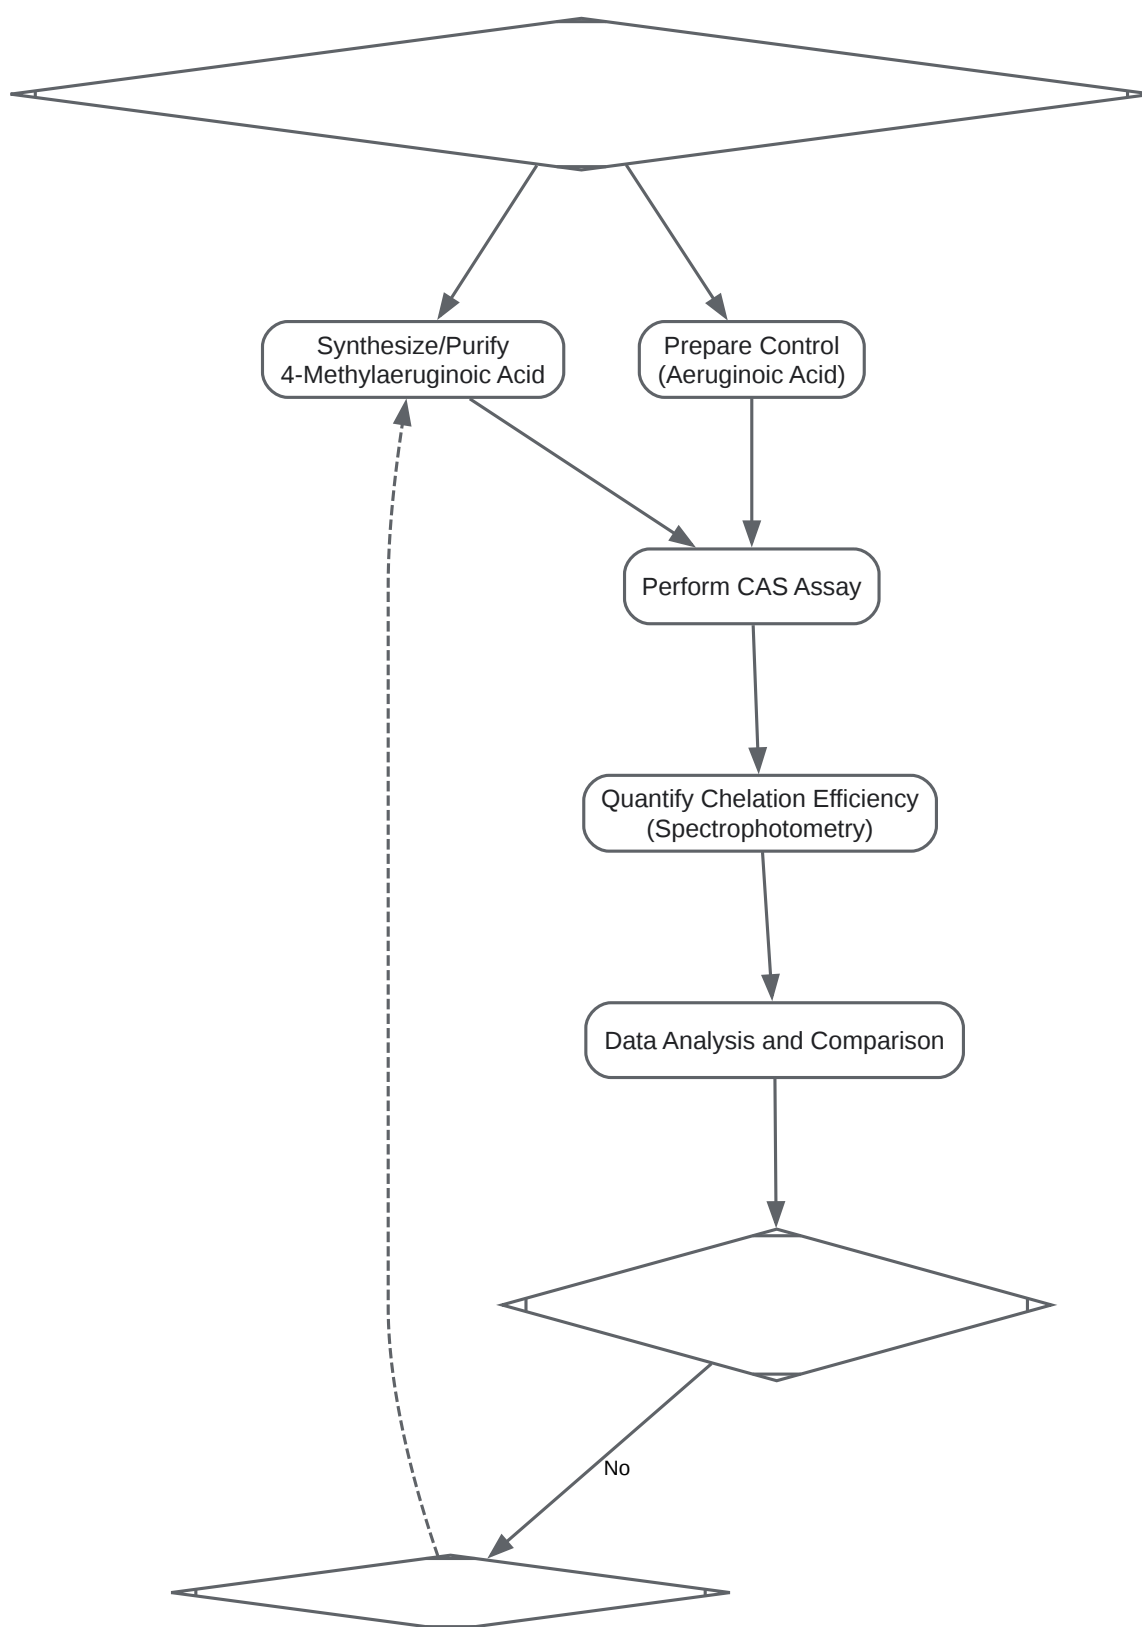 Synthesize/Purify
4-Methylaeruginoic Acid
Prepare Control
(Aeruginoic Acid)
Perform CAS Assay
Quantify Chelation Efficiency
(Spectrophotometry)
Data Analysis and Comparison
No